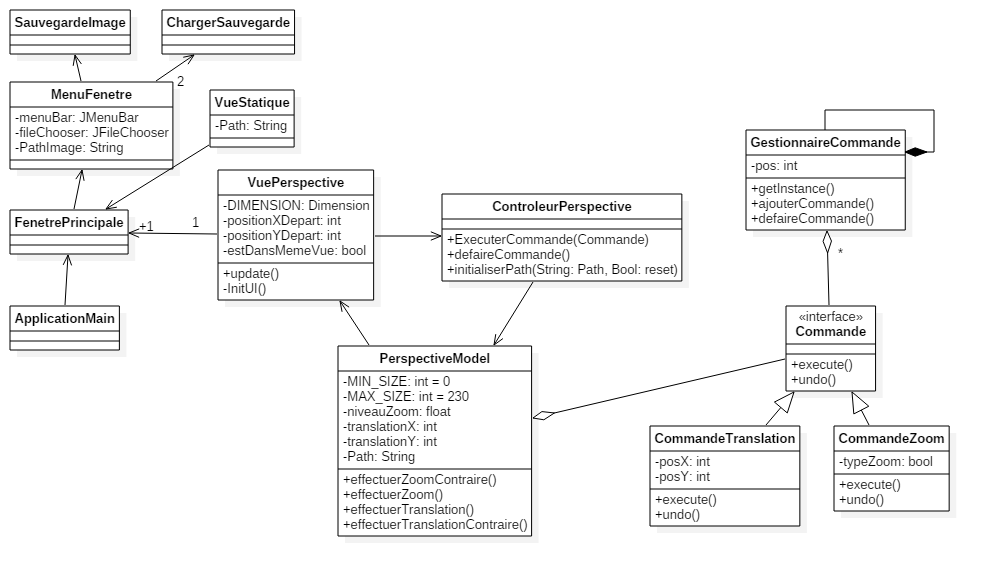 SauvegardeImage
ChargerSauvegarde
2
MenuFenetre
-menuBar: JMenuBar
-fileChooser: JFileChooser
-PathImage: String
VueStatique
-Path: String
FenetrePrincipale
+1
1
ApplicationMain
VuePerspective
-DIMENSION: Dimension
-positionXDepart: int
-positionYDepart: int
-estDansMemeVue: bool
+update()
-InitUI()
ControleurPerspective
+ExecuterCommande(Commande)
+defaireCommande()
+initialiserPath(String: Path, Bool: reset)
PerspectiveModel
-MIN_SIZE: int = 0
-MAX_SIZE: int = 230
-niveauZoom: float
-translationX: int
-translationY: int
-Path: String
+effectuerZoomContraire()
+effectuerZoom()
+effectuerTranslation()
+effectuerTranslationContraire()
GestionnaireCommande
-pos: int
+getInstance()
+ajouterCommande()
+defaireCommande()
*
«interface»
Commande
+execute()
+undo()
CommandeTranslation
-posX: int
-posY: int
+execute()
+undo()
CommandeZoom
-typeZoom: bool
+execute()
+undo()